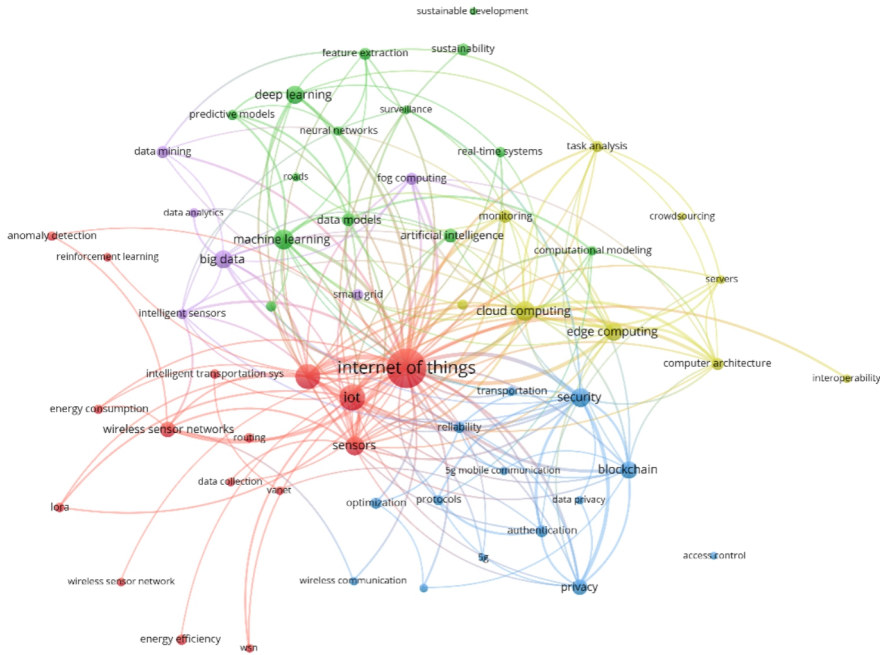 sustainable development
feature extraction
sustainability
deep learning
predictive models
surveillance
neural networks
data mining
real-time systems
task analysis
roads
fog computing
data analytics
data models
monitoring
crowdsourcing
anomaly detection
machine learning
artificial intelligence
reinforcement learning
big data
computational modeling
servers
smart grid
intelligent sensors
cloud computing
edge computing
internet of things
computer architecture
intelligent transportation sys
interoperability
iot
transportation
security
energy consumption
wireless sensor networks
routing
reliability
sensors
5g mobile communication
blockchain
data collection
vanet
lora
optimization
protocols
data privacy
authentication
5g
access control
wireless sensor network
wireless communication
privacy
energy efficiency
wsn